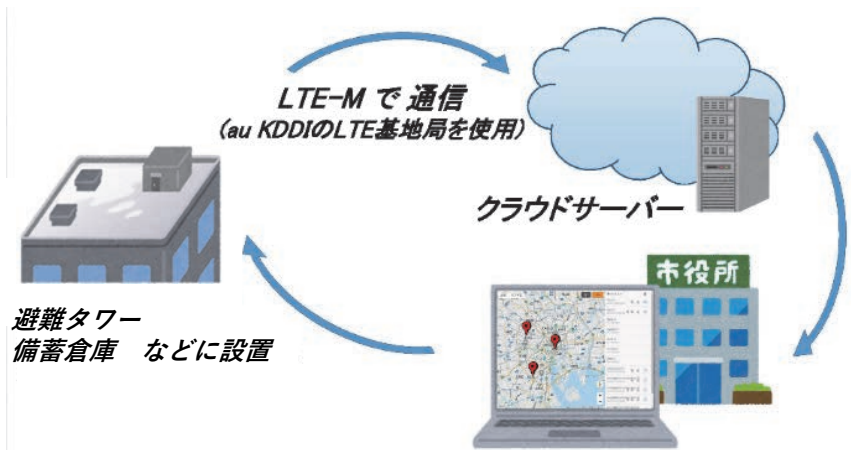 LTE-M で 通信
(au KDDIのLTE基地局を使用)
クラウドサーバー
市役所
避難タワー
備蓄倉庫　などに設置